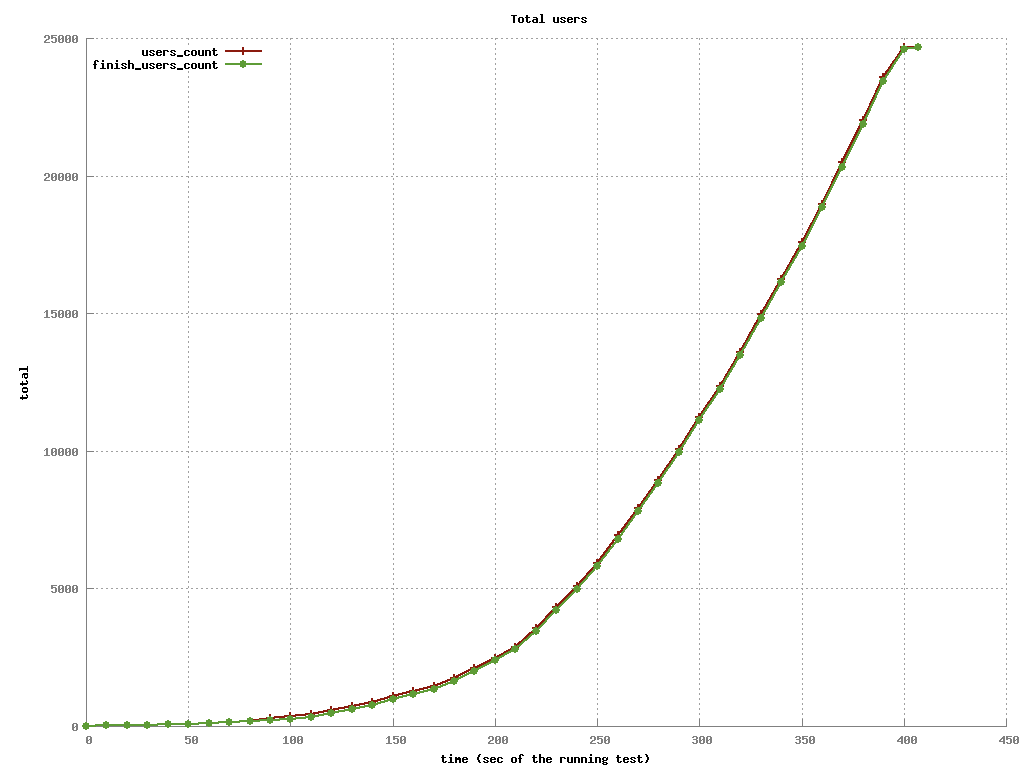 Total users
users_count
finish_users_count
25000
20000
15000
10000
5000
0
total
0 50 100 150 200 250 300 350 400 450
time (sec of the running test)